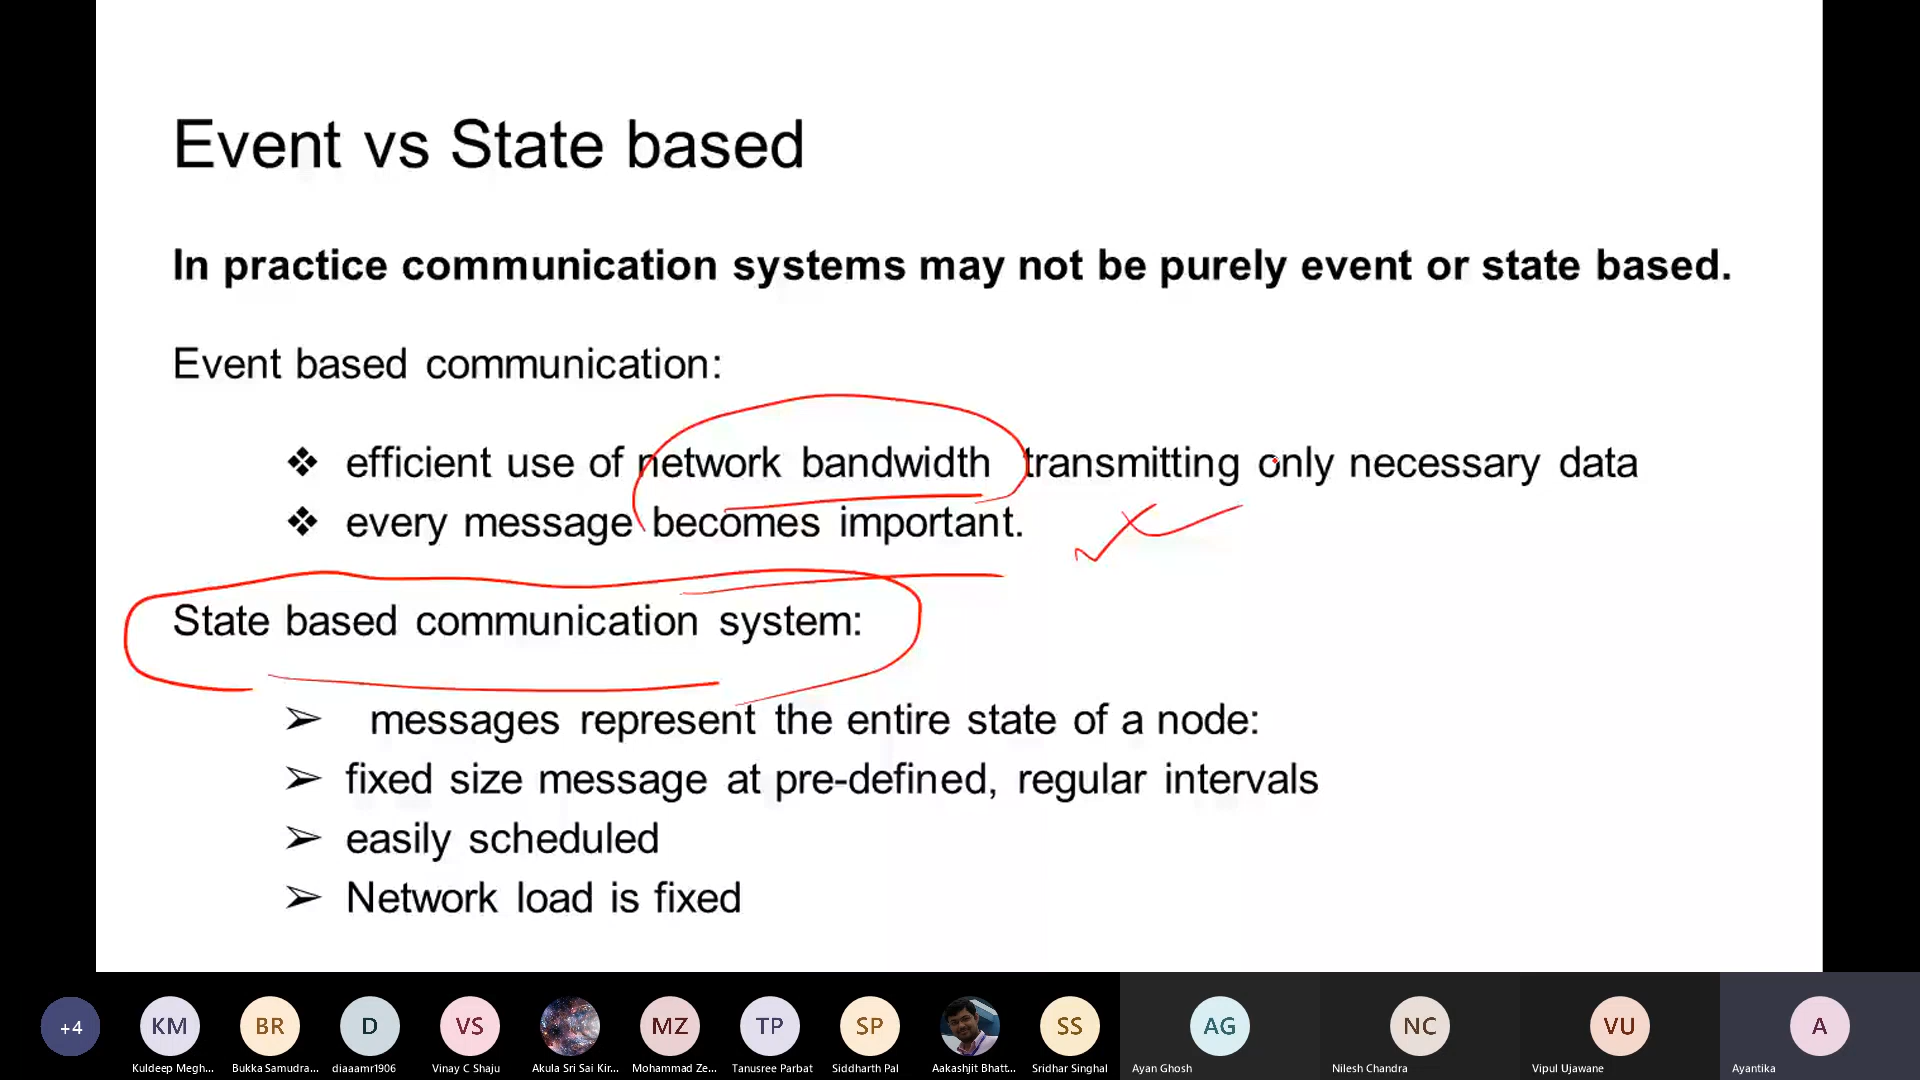 Event vs State based
In practice communication systems may not be purely event or state based.
Event based communication:
❖ efficient use of network bandwidth transmitting only necessary data
❖ every message becomes important.
State based communication system:
➢ messages represent the entire state of a node:
➢ fixed size message at pre-defined, regular intervals
➢ easily scheduled
➢ Network load is fixed
+4 KM BR D VS MZ TP SP SS AG NC VU A
Kuldeep Megh... Bukka Samudra... diaaamr1906 Vinay C Shaju Akula Sri Sai Kir... Mohammad Ze... Tanusree Parbat Siddharth Pal Aakashjit Bhatt... Sridhar Singhal Ayan Ghosh Nilesh Chandra Vipul Ujawane Ayantika